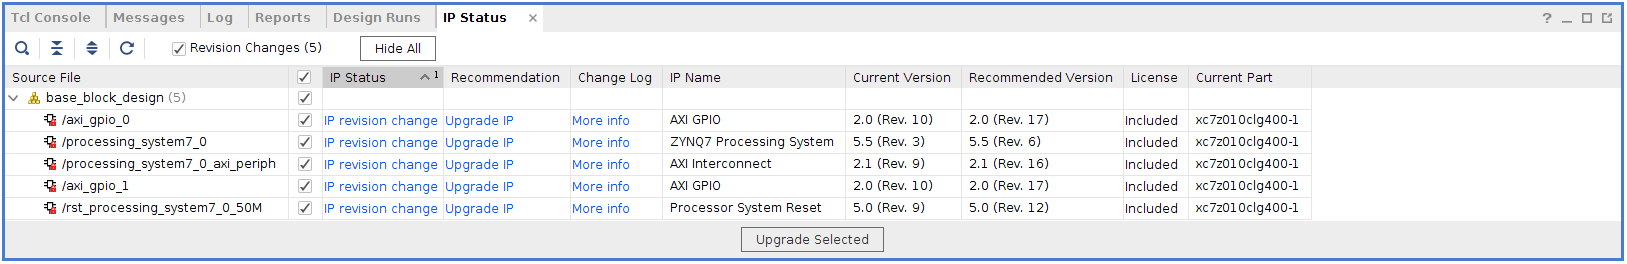 Tcl Console Messages Log Reports Design Runs IP Status × ?
Revision Changes (5) Hide All
Source File IP Status 1 Recommendation Change Log IP Name Current Version Recommended Version License Current Part
base_block_design (5)
/axi_gpio_0 IP revision change Upgrade IP More info AXI GPIO 2.0 (Rev. 10) 2.0 (Rev. 17) Included xc7z010clg400-1
/processing_system7_0 IP revision change Upgrade IP More info ZYNQ7 Processing System 5.5 (Rev. 3) 5.5 (Rev. 6) Included xc7z010clg400-1
/processing_system7_0_axi_periph IP revision change Upgrade IP More info AXI Interconnect 2.1 (Rev. 9) 2.1 (Rev. 16) Included xc7z010clg400-1
/axi_gpio_1 IP revision change Upgrade IP More info AXI GPIO 2.0 (Rev. 10) 2.0 (Rev. 17) Included xc7z010clg400-1
/rst_processing_system7_0_50M IP revision change Upgrade IP More info Processor System Reset 5.0 (Rev. 9) 5.0 (Rev. 12) Included xc7z010clg400-1
Upgrade Selected